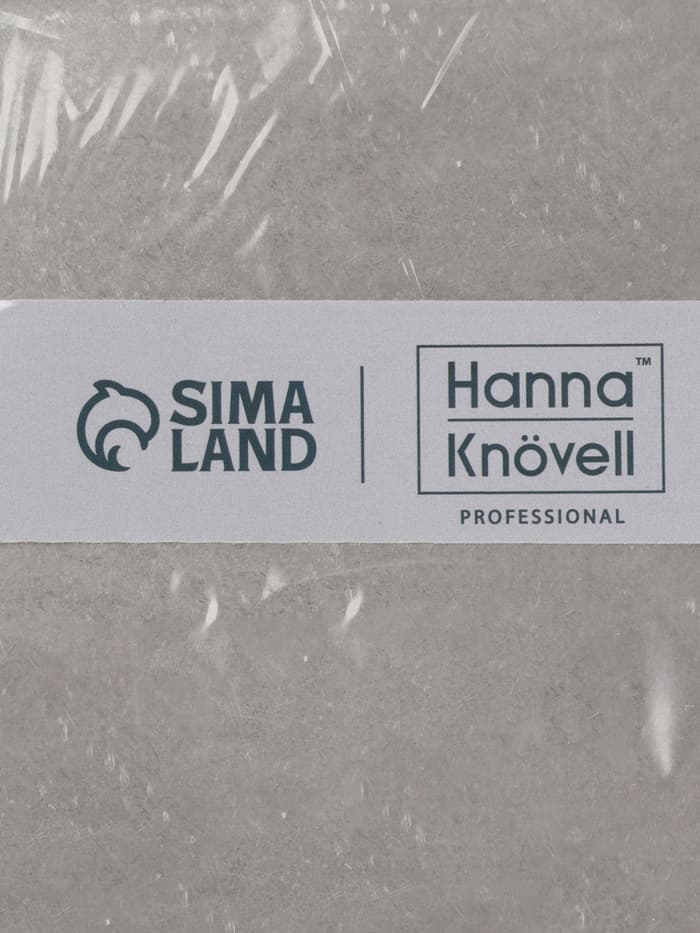 SIMA
LAND
Hanna™
Knövell
PROFESSIONAL